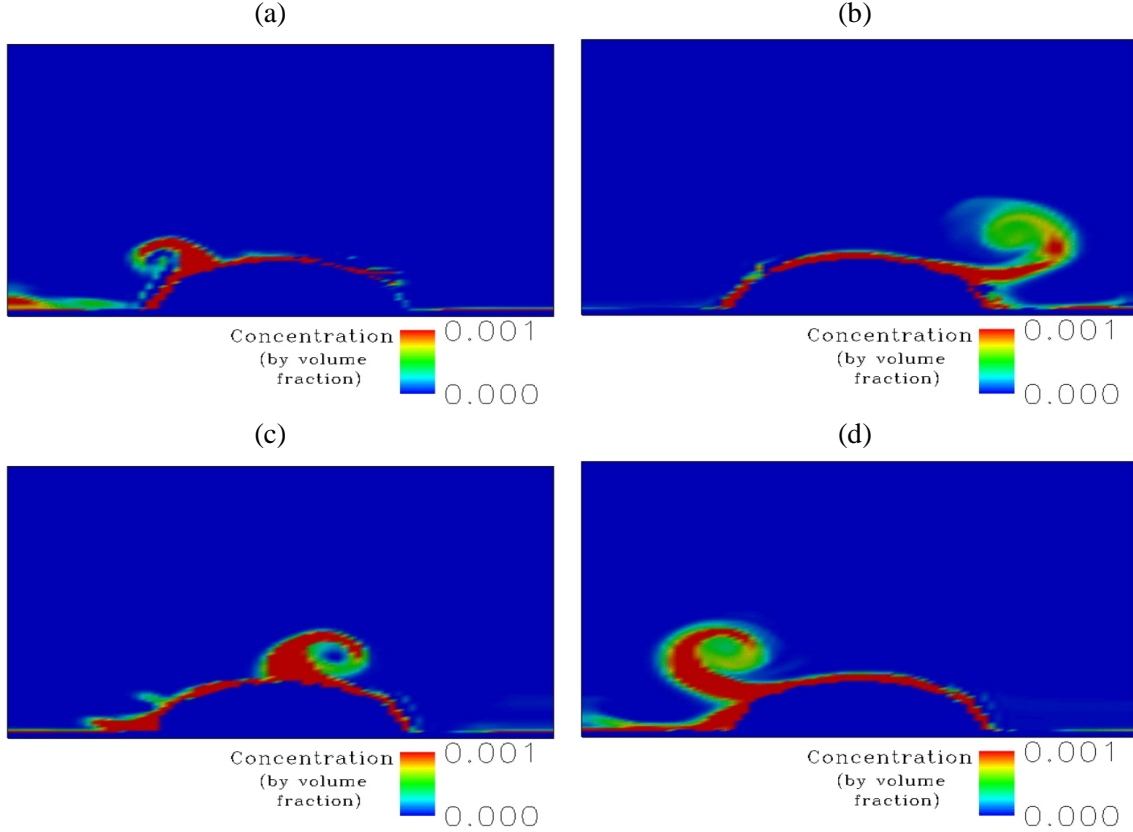 (a)
(b)
Concentration
(by volume
fraction)
0.001
0.000
Concentration
(by volume
fraction)
0.001
0.000
(c)
(d)
Concentration
(by volume
fraction)
0.001
0.000
Concentration
(by volume
fraction)
0.001
0.000